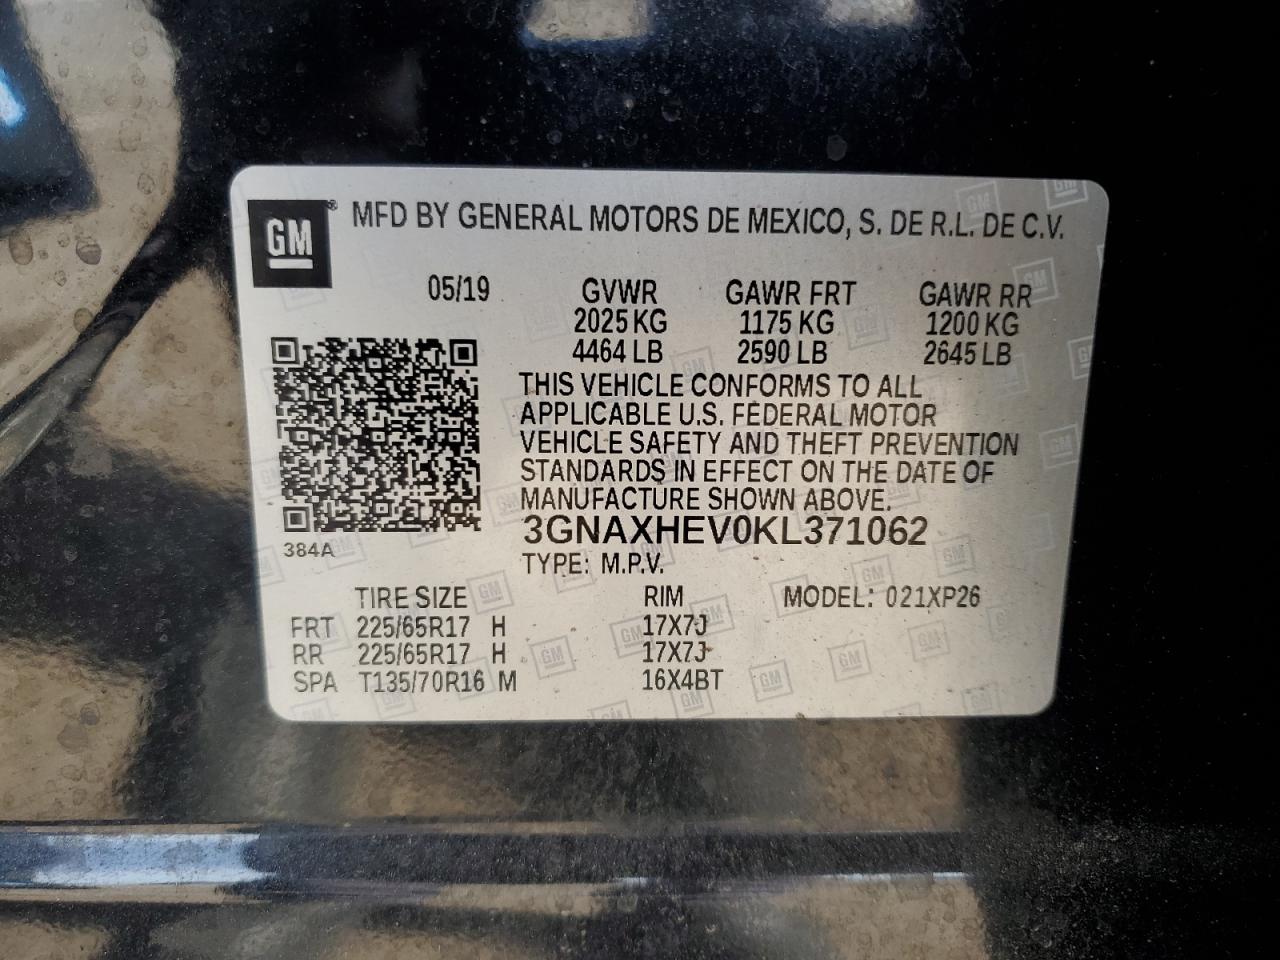 GM ® MFD BY GENERAL MOTORS DE MEXICO, S. DE R.L. DE C.V.
05/19 GVWR GAWR FRT GAWR RR
2025 KG 1175 KG 1200 KG
4464 LB 2590 LB 2645 LB
THIS VEHICLE CONFORMS TO ALL
APPLICABLE U.S. FEDERAL MOTOR
VEHICLE SAFETY AND THEFT PREVENTION
STANDARDS IN EFFECT ON THE DATE OF
MANUFACTURE SHOWN ABOVE.
3GNAXHEV0KL371062
384A
TYPE: M.P.V.
TIRE SIZE RIM MODEL: 021XP26
FRT 225/65R17 H 17X7J
RR 225/65R17 H 17X7J
SPA T135/70R16 M 16X4BT